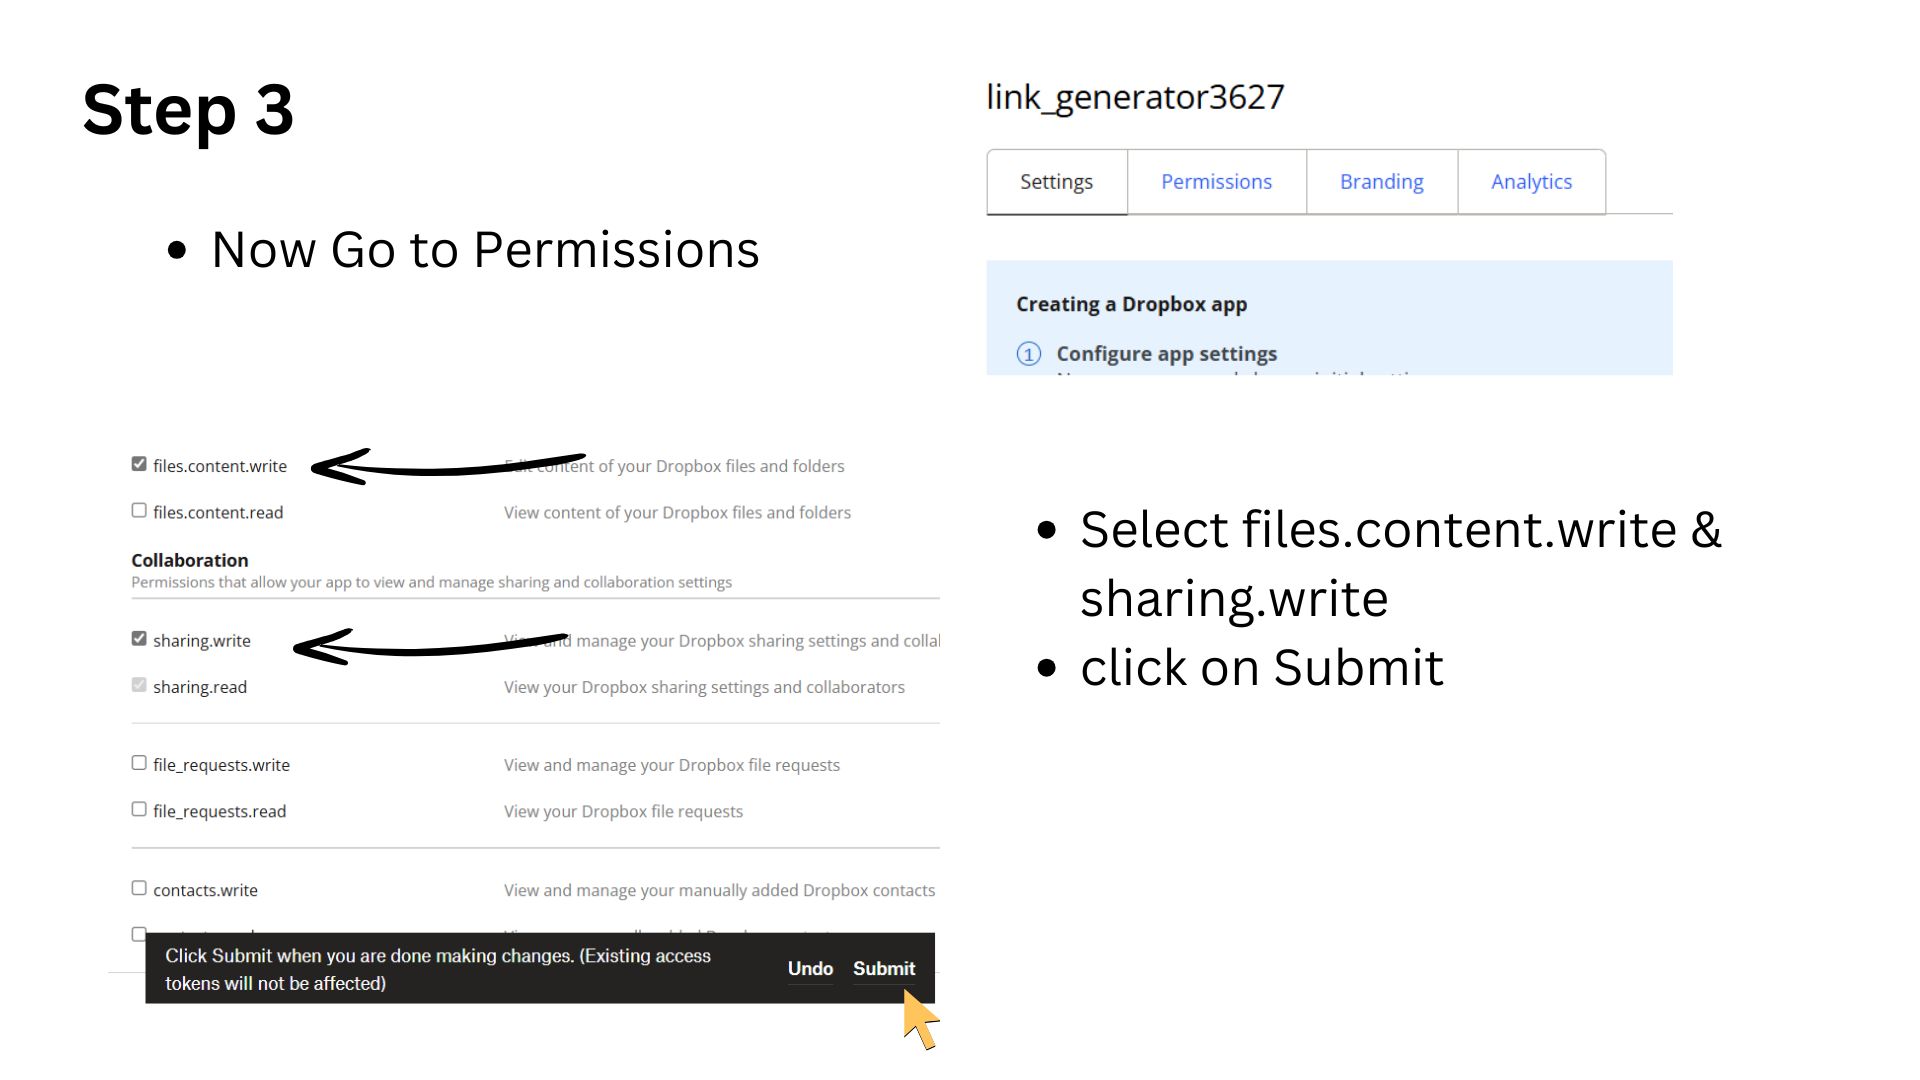 Step 3
• Now Go to Permissions
link_generator3627
Settings Permissions Branding Analytics
Creating a Dropbox app
1 Configure app settings
files.content.write content of your Dropbox files and folders
files.content.read View content of your Dropbox files and folders
Collaboration
Permissions that allow your app to view and manage sharing and collaboration settings
sharing.write View and manage your Dropbox sharing settings and collal
sharing.read View your Dropbox sharing settings and collaborators
file_requests.write View and manage your Dropbox file requests
file_requests.read View your Dropbox file requests
contacts.write View and manage your manually added Dropbox contacts
Click Submit when you are done making changes. (Existing access
tokens will not be affected)
Undo Submit
• Select files.content.write &
sharing.write
• click on Submit